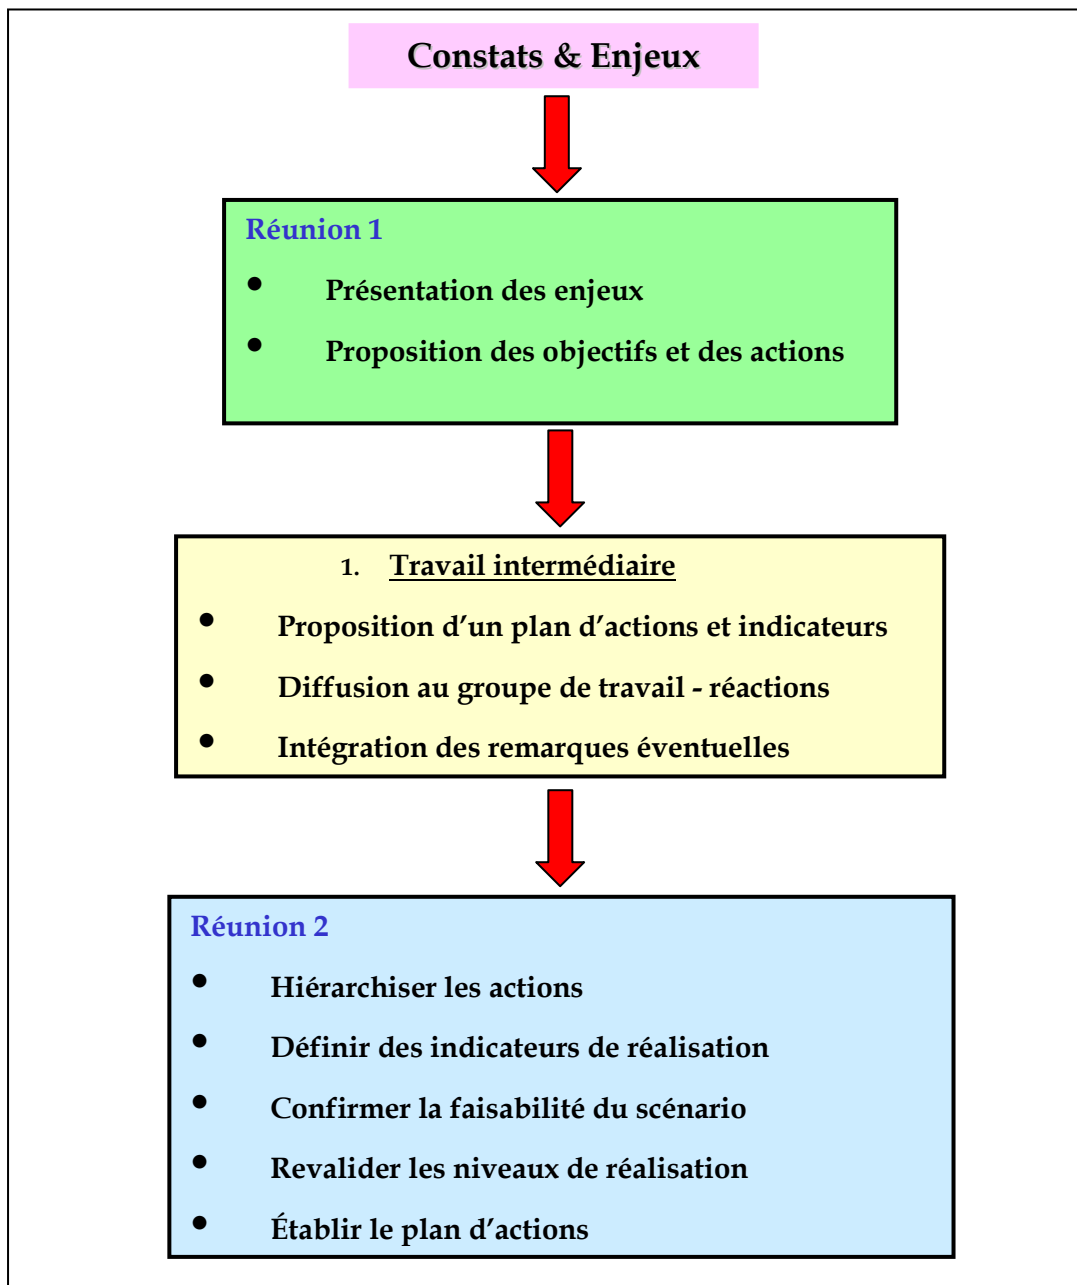 Constats & Enjeux
Réunion 1
• Présentation des enjeux
• Proposition des objectifs et des actions
1. Travail intermédiaire
• Proposition d’un plan d’actions et indicateurs
• Diffusion au groupe de travail - réactions
• Intégration des remarques éventuelles
Réunion 2
• Hiérarchiser les actions
• Définir des indicateurs de réalisation
• Confirmer la faisabilité du scénario
• Revalider les niveaux de réalisation
• Établir le plan d’actions